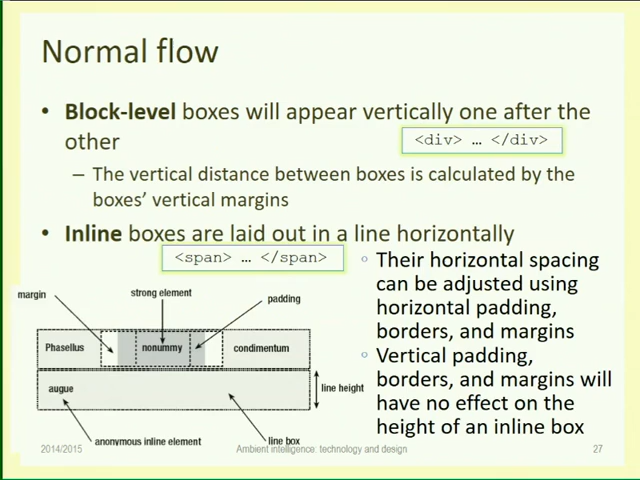 Normal flow
• Block-level boxes will appear vertically one after the
other
<div> … </div>
– The vertical distance between boxes is calculated by the
boxes' vertical margins
• Inline boxes are laid out in a line horizontally
<span> … </span>
◦ Their horizontal spacing
can be adjusted using
horizontal padding,
borders, and margins
◦ Vertical padding,
borders, and margins will
have no effect on the
height of an inline box
margin
strong element
padding
Phasellus
nonummy
condimentum
augue
line height
anonymous inline element
line box
2014/2015
Ambient intelligence: technology and design
27